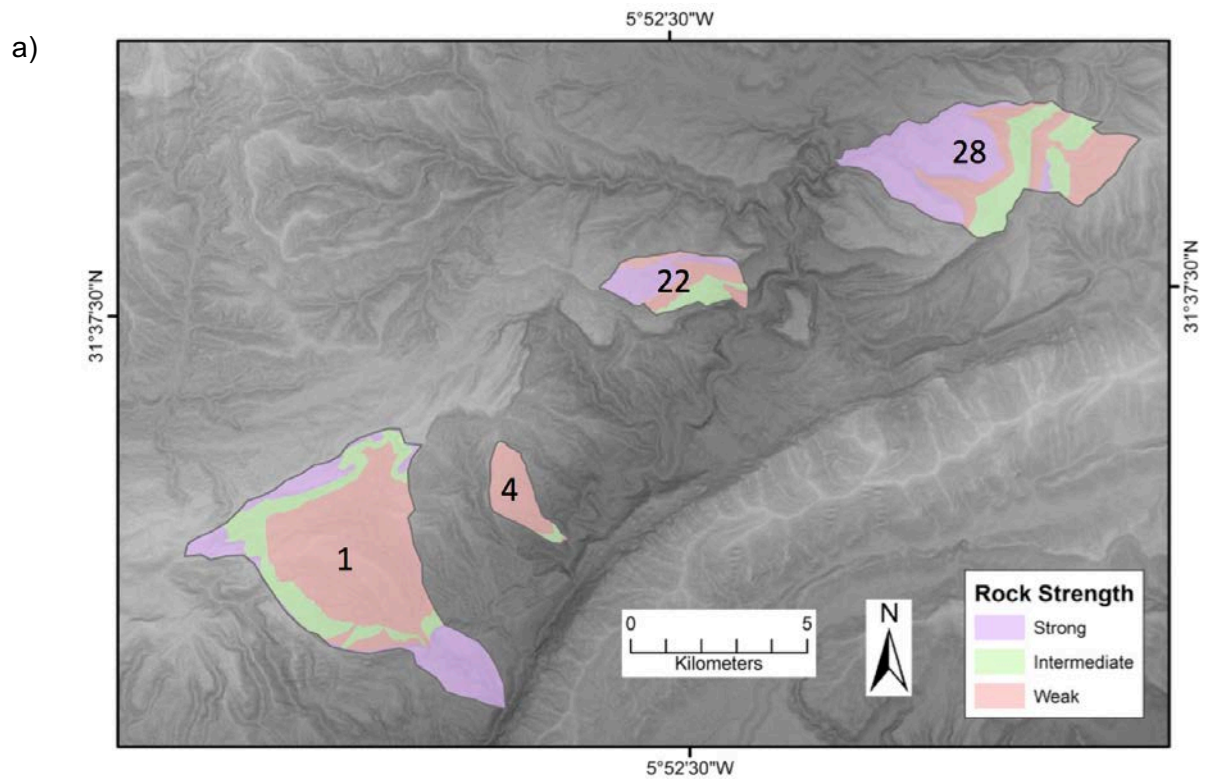 a)
5°52'30"W
28
22
31°37'30"N
31°37'30"N
4
1
0 5
Kilometers
N
Rock Strength
Strong
Intermediate
Weak
5°52'30"W